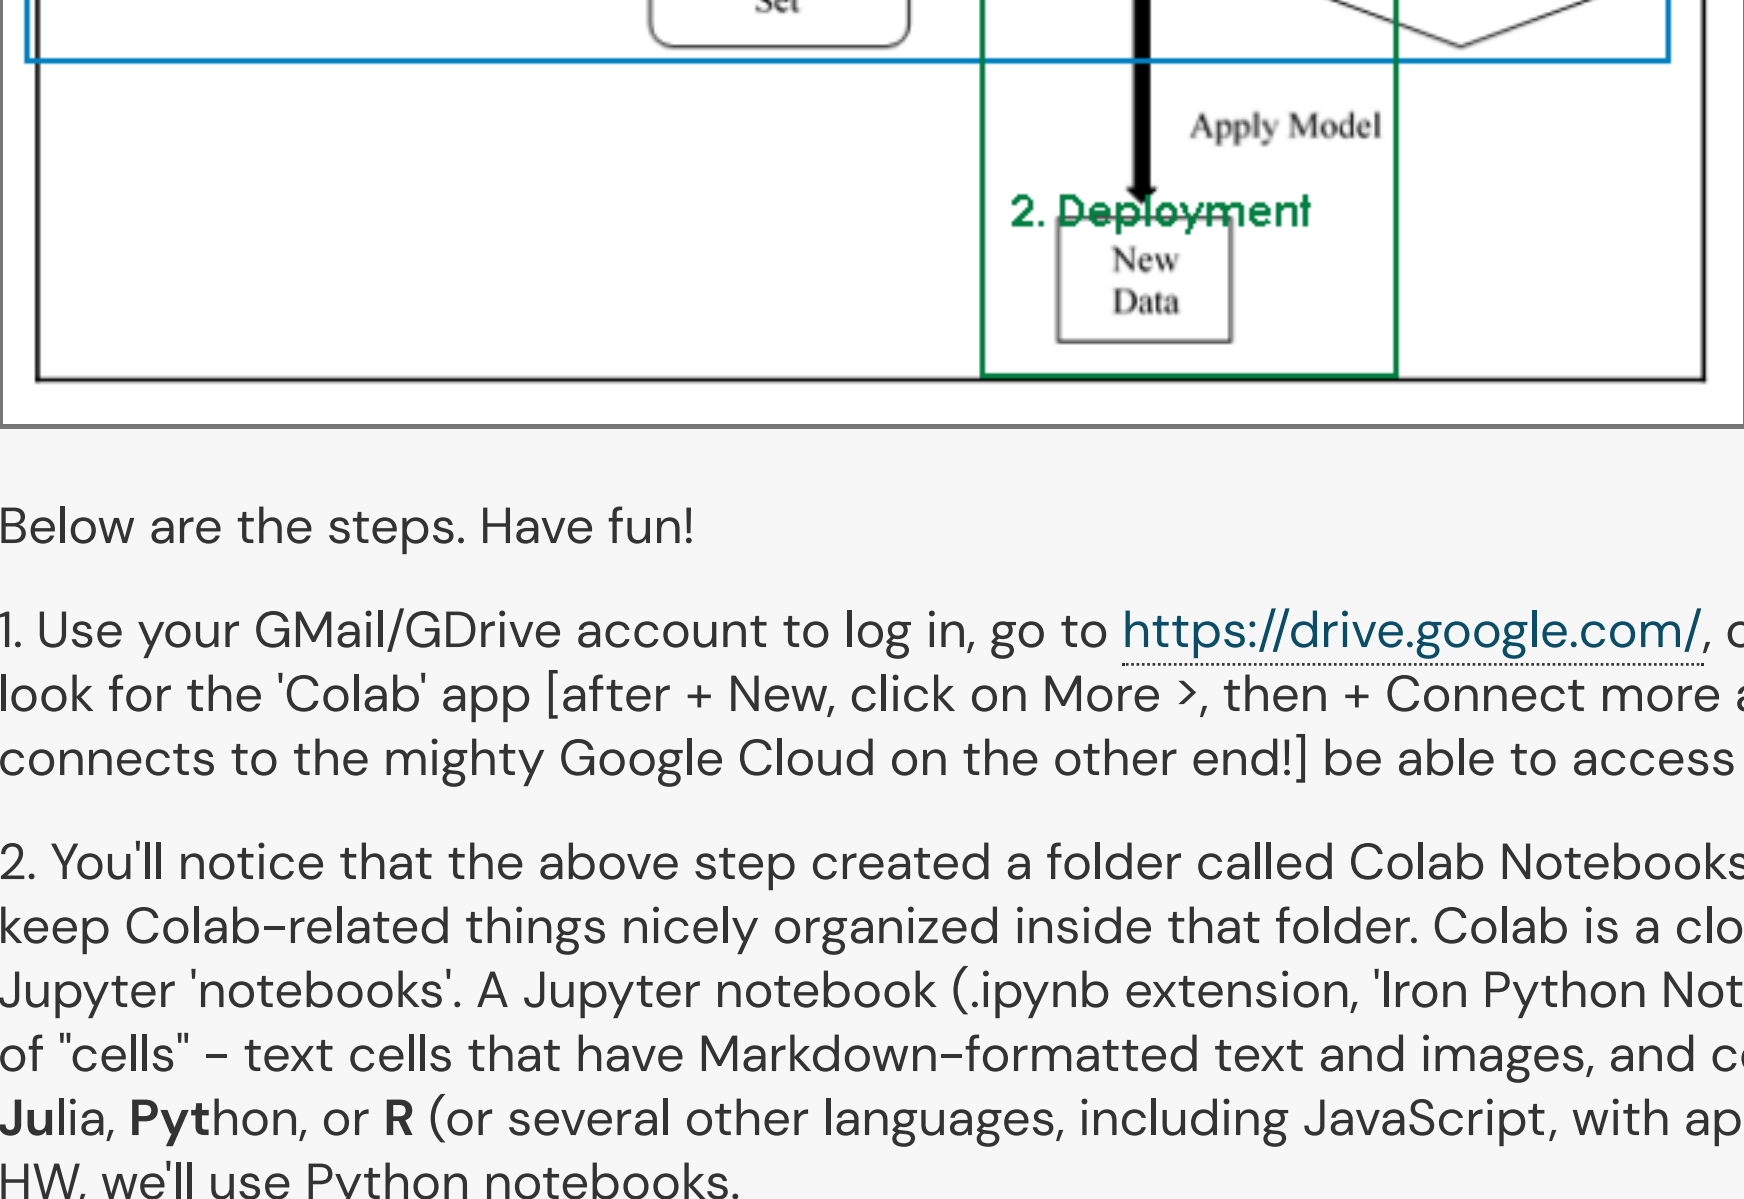 Set
Apply Model
2. Deployment
New
Data
Below are the steps. Have fun!
1. Use your GMail/GDrive account to log in, go to https://drive.google.com/,
look for the 'Colab' app [after + New, click on More >, then + Connect more
connects to the mighty Google Cloud on the other end!] be able to access
2. You'll notice that the above step created a folder called Colab Notebooks
keep Colab-related things nicely organized inside that folder. Colab is a clo
Jupyter 'notebooks'. A Jupyter notebook (.ipynb extension, 'Iron Python Not
of "cells" - text cells that have Markdown-formatted text and images, and
Julia, Python, or R (or several other languages, including JavaScript, with ap
HW, we'll use Python notebooks.